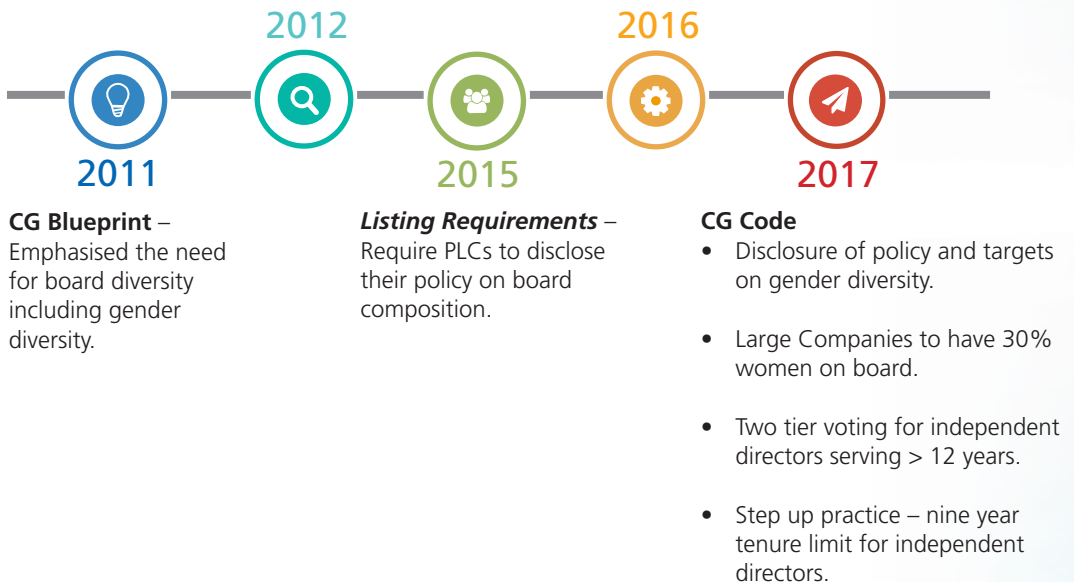 2012
2016
2011
2015
2017
CG Blueprint –
Emphasised the need
for board diversity
including gender
diversity.
Listing Requirements –
Require PLCs to disclose
their policy on board
composition.
CG Code
• Disclosure of policy and targets
on gender diversity.
• Large Companies to have 30%
women on board.
• Two tier voting for independent
directors serving > 12 years.
• Step up practice – nine year
tenure limit for independent
directors.